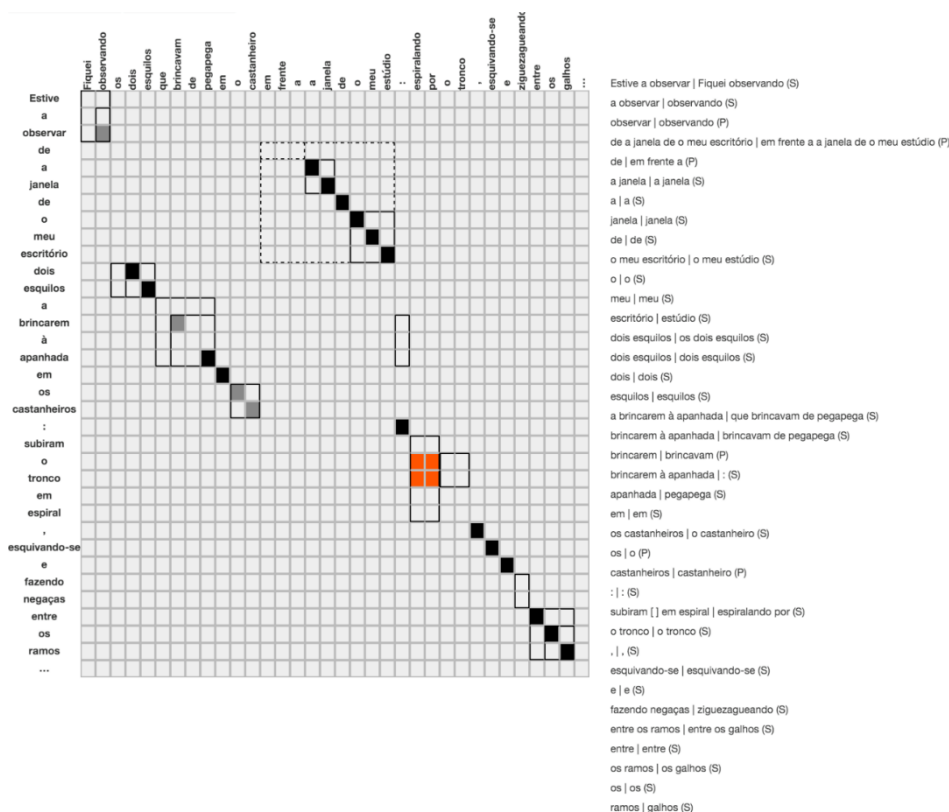 Fiquei
observando
os
dois
esquilos
que
brincavam
de
pegapega
em
o
castanheiro
em
frente
a
a
janela
de
o
meu
estúdio
:
espiralando
por
o
tronco
,
esquivando-se
e
ziguezagueando
entre
os
galhos
...
Estive
a
observar
de
a
janela
de
o
meu
escritório
dois
esquilos
a
brincarem
à
apanhada
em
os
castanheiros
:
subiram
o
tronco
em
espiral
,
esquivando-se
e
fazendo
negaças
entre
os
ramos
...
Estive a observar | Fiquei observando (S)
a observar | observando (S)
observar | observando (P)
de a janela de o meu escritório | em frente a a janela de o meu estúdio (P)
de | em frente a (P)
a janela | a janela (S)
a | a (S)
janela | janela (S)
de | de (S)
o meu escritório | o meu estúdio (S)
o | o (S)
meu | meu (S)
escritório | estúdio (S)
dois esquilos | os dois esquilos (S)
dois esquilos | dois esquilos (S)
dois | dois (S)
esquilos | esquilos (S)
a brincarem à apanhada | que brincavam de pegapega (S)
brincarem à apanhada | brincavam de pegapega (S)
brincarem | brincavam (P)
brincarem à apanhada | : (S)
apanhada | pegapega (S)
em | em (S)
os castanheiros | o castanheiro (S)
os | o (P)
castanheiros | castanheiro (P)
: | : (S)
subiram [ ] em espiral | espiralando por (S)
o tronco | o tronco (S)
, | , (S)
esquivando-se | esquivando-se (S)
e | e (S)
fazendo negaças | ziguezagueando (S)
entre os ramos | entre os galhos (S)
entre | entre (S)
os ramos | os galhos (S)
os | os (S)
ramos | galhos (S)